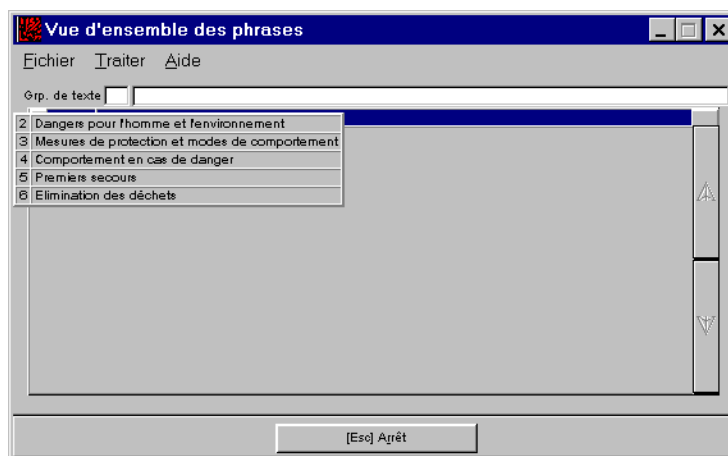 Vue d'ensemble des phrases
Fichier Traiter Aide
Grp. de texte
2 Dangers pour l'homme et l'environnement
3 Mesures de protection et modes de comportement
4 Comportement en cas de danger
5 Premiers secours
6 Elimination des déchets
[Esc] Arrêt